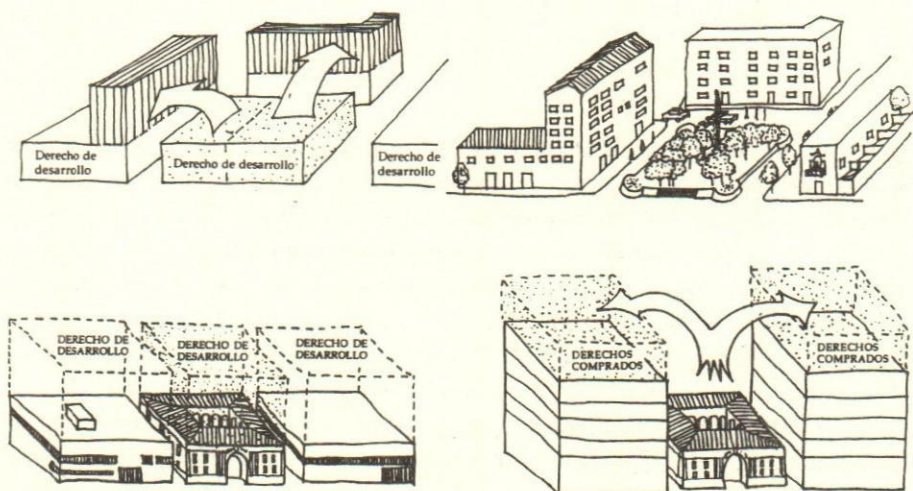 Derecho de
desarrollo
Derecho de desarrollo
Derecho de
desarrollo
DERECHO DE
DESARROLLO
DERECHO DE
DESARROLLO
DERECHO DE
DESARROLLO
DERECHOS
COMPRADOS
DERECHOS
COMPRADOS